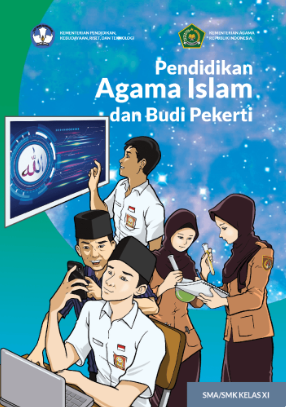 KEMENTERIAN PENDIDIKAN,
KEBUDAYAAN, RISET, DAN TEKNOLOGI
KEMENTERIAN AGAMA
REPUBLIK INDONESIA
Pendidikan
Agama Islam
dan Budi Pekerti
الله
SMA/SMK KELAS XI